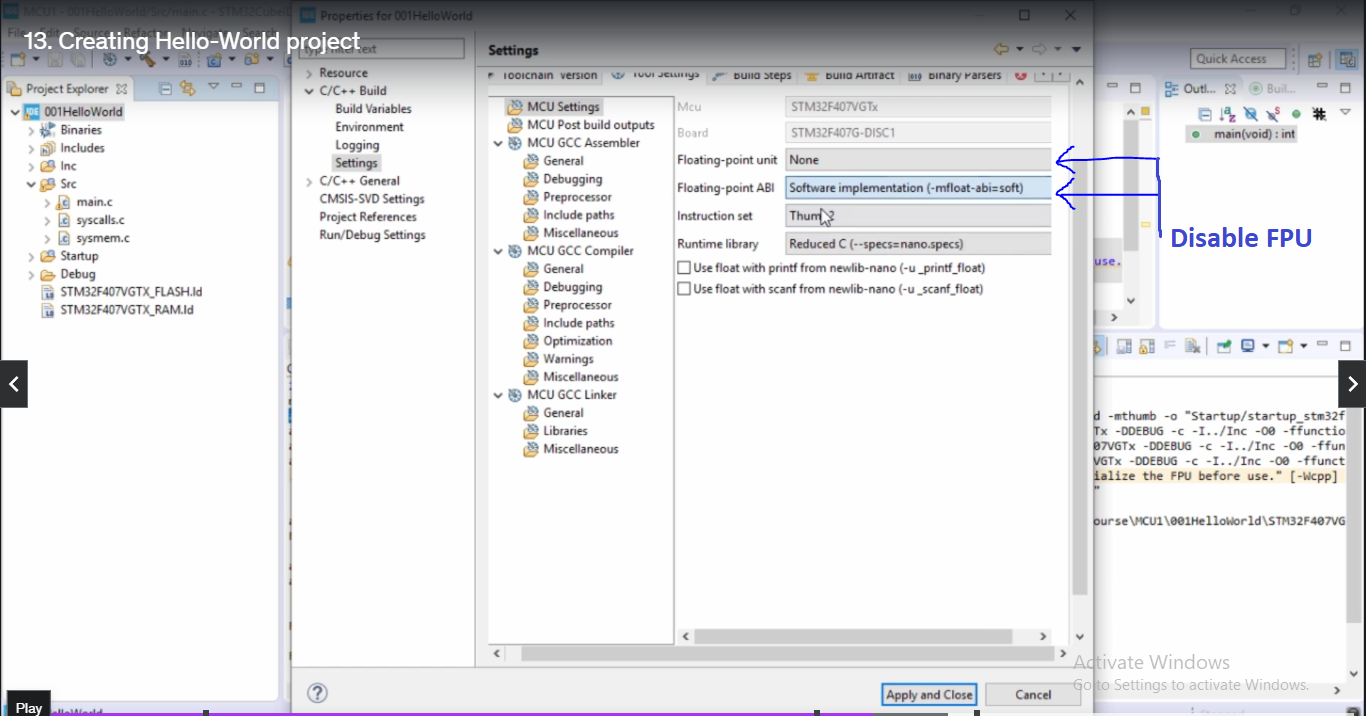 MCU1 - 001HelloWorld/Src/main.c - STM32CubeI
13. Creating Hello-World project
Properties for 001HelloWorld
Quick Access
Project Explorer
001HelloWorld
Binaries
Includes
Inc
Src
main.c
syscalls.c
sysmem.c
Startup
Debug
STM32F407VGTX_FLASH.ld
STM32F407VGTX_RAM.ld
Resource
C/C++ Build
Build Variables
Environment
Logging
Settings
C/C++ General
CMSIS-SVD Settings
Project References
Run/Debug Settings
Settings
Toolchain Version
Tool Settings
Build Steps
Build Artifact
Binary Parsers
MCU Settings
MCU Post build outputs
MCU GCC Assembler
General
Debugging
Preprocessor
Include paths
Miscellaneous
MCU GCC Compiler
General
Debugging
Preprocessor
Include paths
Optimization
Warnings
Miscellaneous
MCU GCC Linker
General
Libraries
Miscellaneous
Mcu STM32F407VGTx
Board STM32F407G-DISC1
Floating-point unit None
Floating-point ABI Software implementation (-mfloat-abi=soft)
Instruction set Thumb2
Runtime library Reduced C (--specs=nano.specs)
Use float with printf from newlib-nano (-u _printf_float)
Use float with scanf from newlib-nano (-u _scanf_float)
Apply and Close
Cancel
Outl...
Buil...
main(void) : int
Disable FPU
use.
d -mthumb -o "Startup/startup_stm32f
Tx -DDEBUG -c -I../Inc -O0 -ffunctio
07VGTx -DDEBUG -c -I../Inc -O0 -ffun
VGTx -DDEBUG -c -I../Inc -O0 -ffunct
ialize the FPU before use." [-Wcpp]
"
ourse\MCU1\001HelloWorld\STM32F407VG
Activate Windows
Go to Settings to activate Windows.
Play